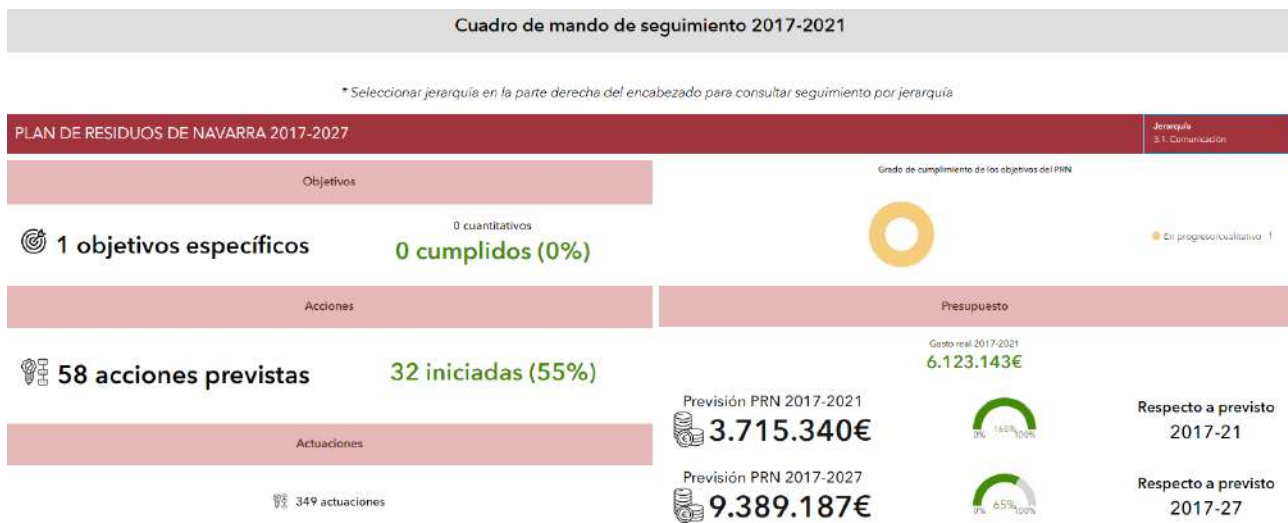 Cuadro de mando de seguimiento 2017-2021
* Seleccionar jerarquía en la parte derecha del encabezado para consultar seguimiento por jerarquía
PLAN DE RESIDUOS DE NAVARRA 2017-2027
Jerarquía
3.1. Comunicación
Objetivos
1 objetivos específicos
0 cuantitativos
0 cumplidos (0%)
Grado de cumplimiento de los objetivos del PRN
En progreso/cualitativo 1
Acciones
58 acciones previstas
32 iniciadas (55%)
Presupuesto
Gasto real 2017-2021
6.123.143€
Previsión PRN 2017-2021
3.715.340€
0% 165% 100%
Respecto a previsto
2017-21
Actuaciones
349 actuaciones
Previsión PRN 2017-2027
9.389.187€
0% 65% 100%
Respecto a previsto
2017-27